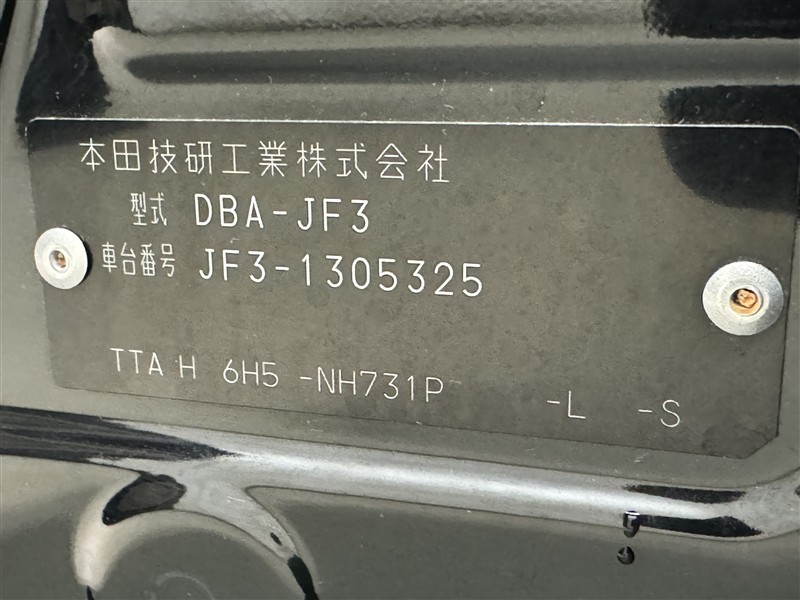 本田技研工業株式会社
型式 DBA-JF3
車台番号 JF3-1305325
TTA H 6H5 -NH731P -L -S